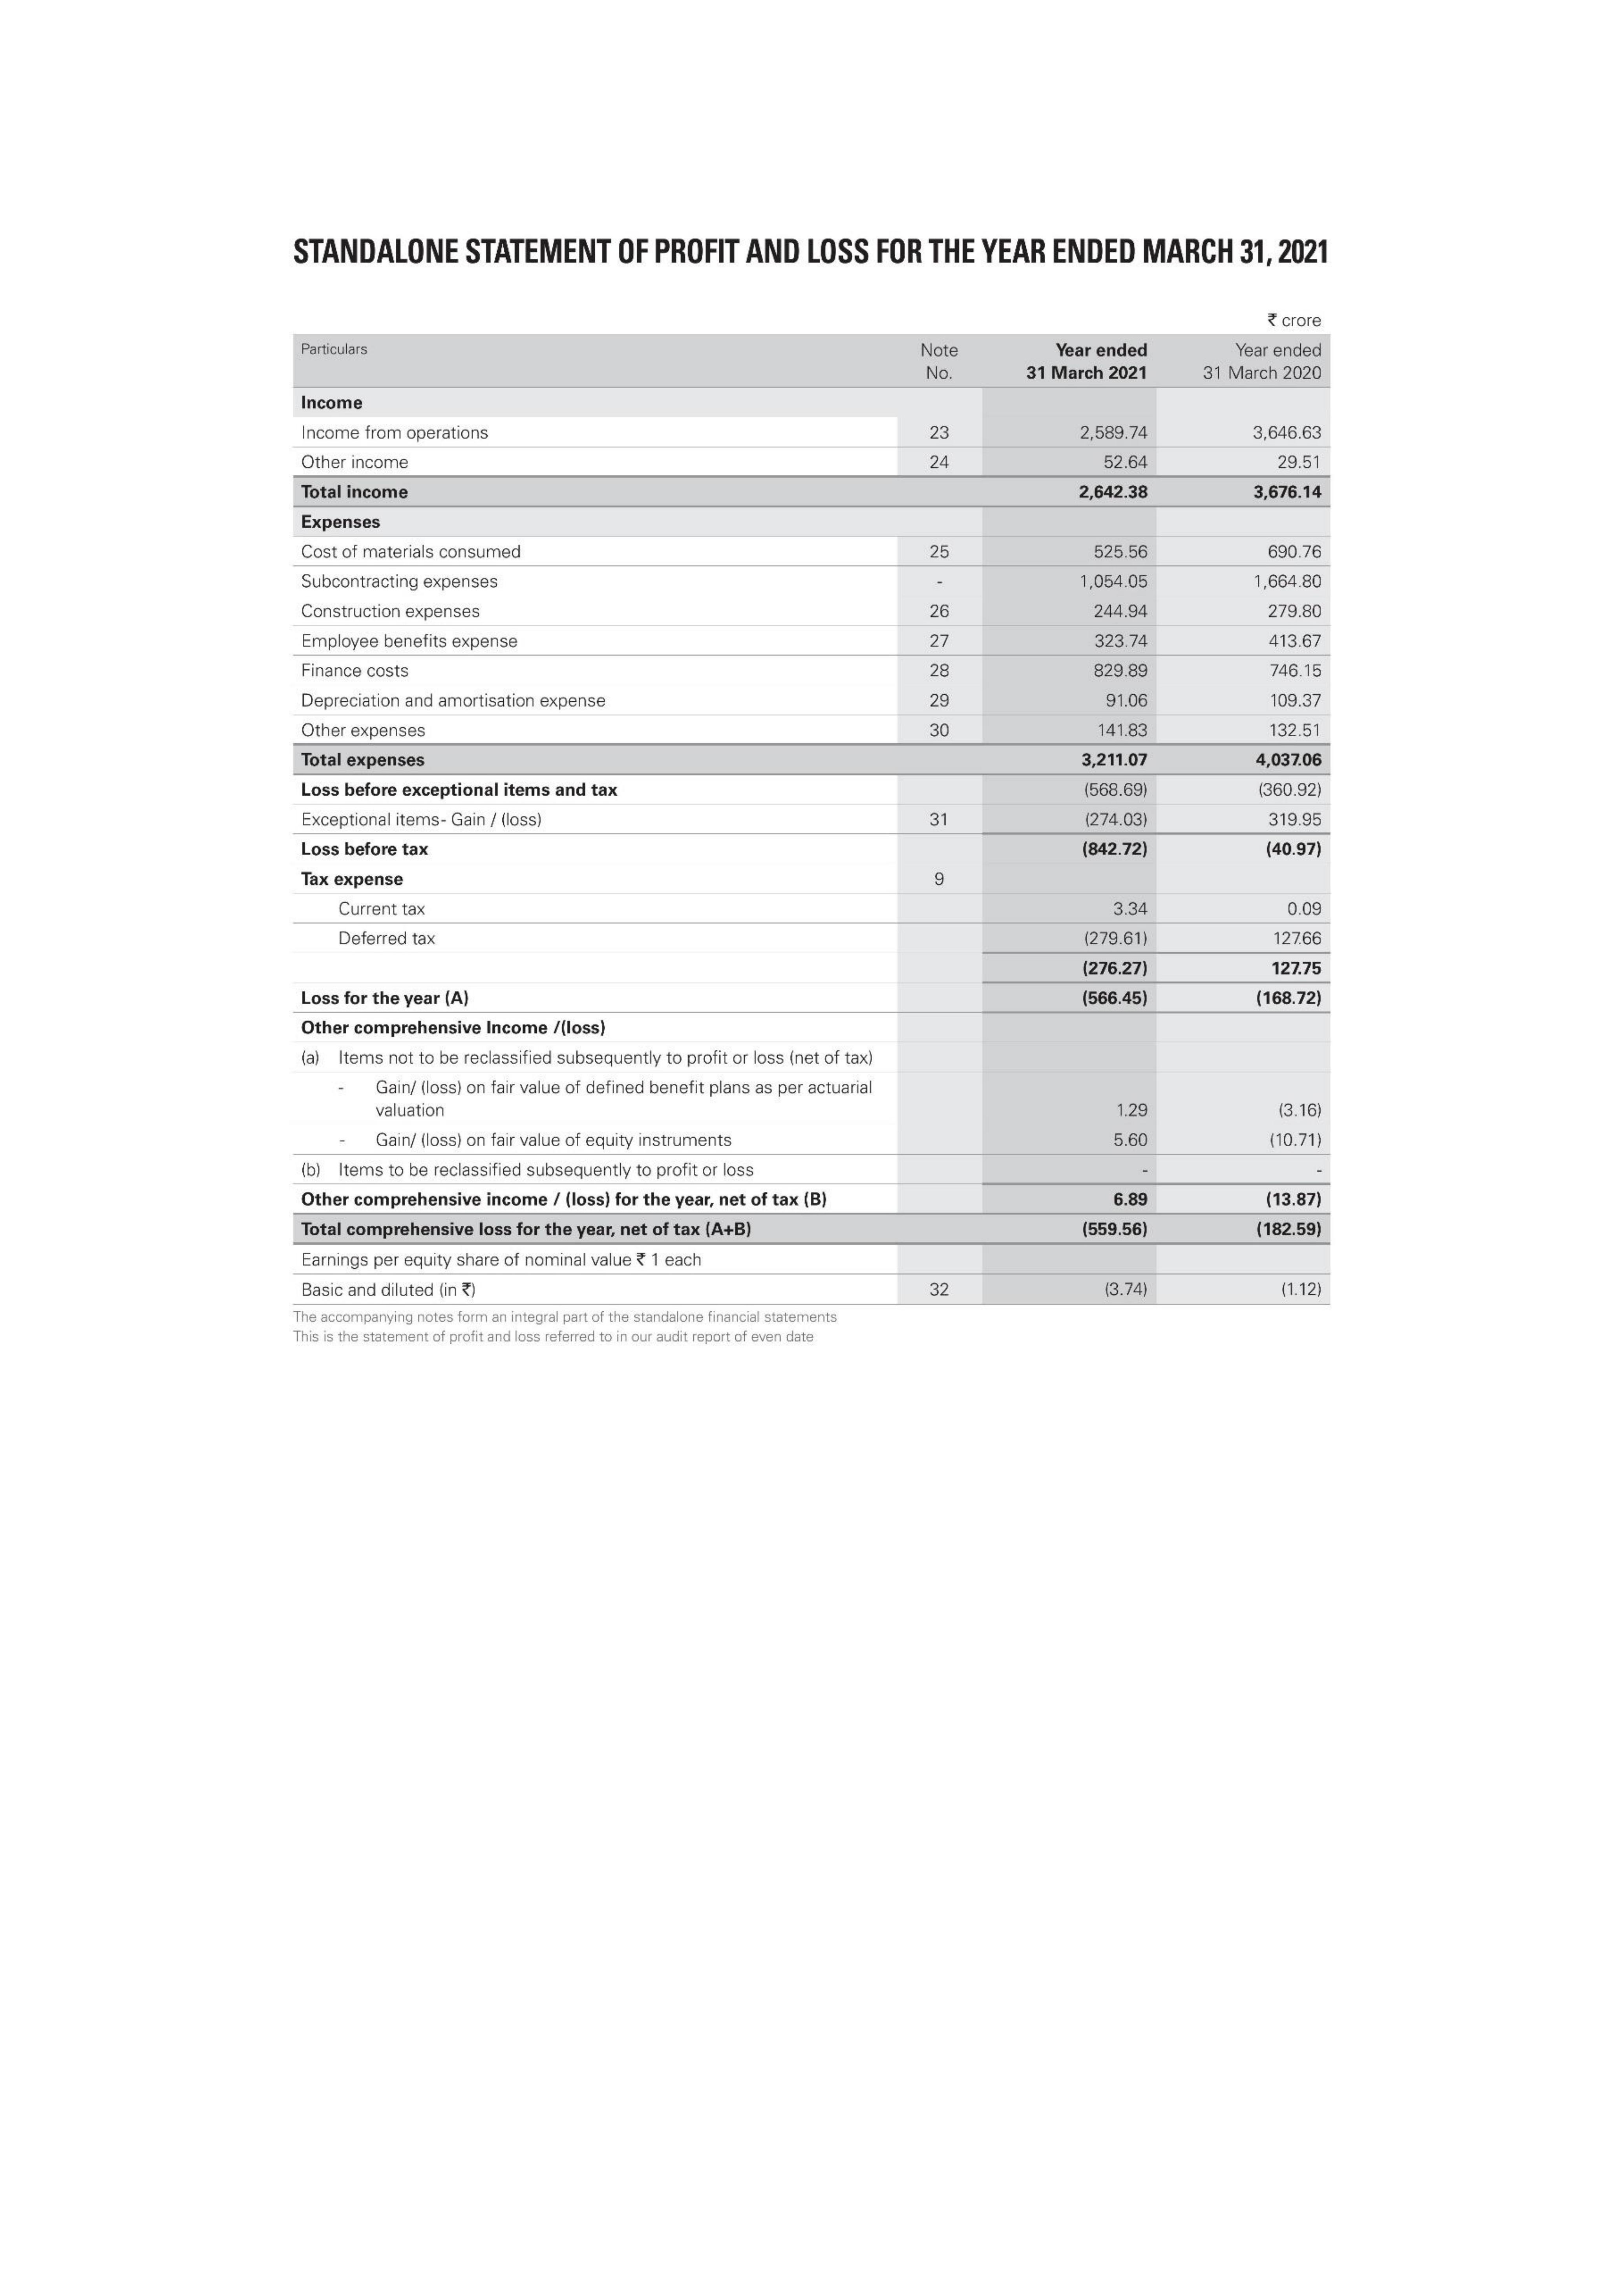 STANDALONE STATEMENT OF PROFIT AND LOSS FOR THE YEAR ENDED MARCH 31, 2021
₹ crore
Particulars Note No. Year ended 31 March 2021 Year ended 31 March 2020
Income
Income from operations 23 2,589.74 3,646.63
Other income 24 52.64 29.51
Total income 2,642.38 3,676.14
Expenses
Cost of materials consumed 25 525.56 690.76
Subcontracting expenses - 1,054.05 1,664.80
Construction expenses 26 244.94 279.80
Employee benefits expense 27 323.74 413.67
Finance costs 28 829.89 746.15
Depreciation and amortisation expense 29 91.06 109.37
Other expenses 30 141.83 132.51
Total expenses 3,211.07 4,037.06
Loss before exceptional items and tax (568.69) (360.92)
Exceptional items- Gain / (loss) 31 (274.03) 319.95
Loss before tax (842.72) (40.97)
Tax expense 9
Current tax 3.34 0.09
Deferred tax (279.61) 127.66
(276.27) 127.75
Loss for the year (A) (566.45) (168.72)
Other comprehensive Income /(loss)
(a) Items not to be reclassified subsequently to profit or loss (net of tax)
- Gain/ (loss) on fair value of defined benefit plans as per actuarial
valuation 1.29 (3.16)
- Gain/ (loss) on fair value of equity instruments 5.60 (10.71)
(b) Items to be reclassified subsequently to profit or loss - -
Other comprehensive income / (loss) for the year, net of tax (B) 6.89 (13.87)
Total comprehensive loss for the year, net of tax (A+B) (559.56) (182.59)
Earnings per equity share of nominal value ₹ 1 each
Basic and diluted (in ₹) 32 (3.74) (1.12)
The accompanying notes form an integral part of the standalone financial statements
This is the statement of profit and loss referred to in our audit report of even date